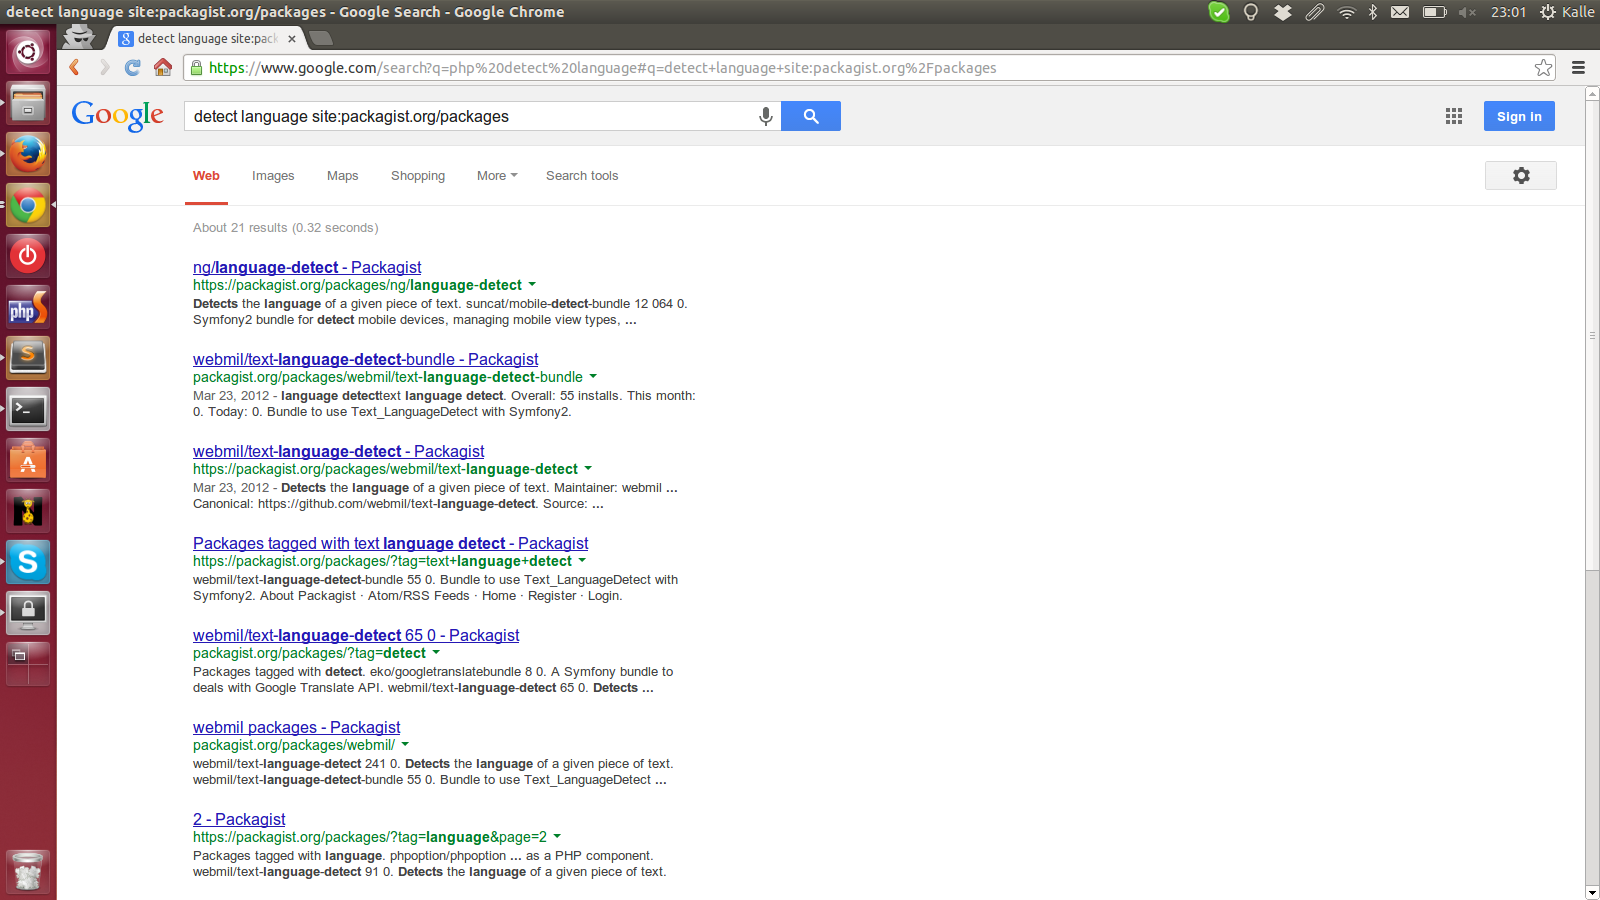 detect language site:packagist.org/packages - Google Search - Google Chrome
23:01 Kalle
detect language site:pack
https://www.google.com/search?q=php%20detect%20language#q=detect+language+site:packagist.org%2Fpackages
Google
detect language site:packagist.org/packages
Sign in
Web Images Maps Shopping More Search tools
About 21 results (0.32 seconds)
ng/language-detect - Packagist
https://packagist.org/packages/ng/language-detect
Detects the language of a given piece of text. suncat/mobile-detect-bundle 12 064 0.
Symfony2 bundle for detect mobile devices, managing mobile view types, ...
webmil/text-language-detect-bundle - Packagist
packagist.org/packages/webmil/text-language-detect-bundle
Mar 23, 2012 - language detecttext language detect. Overall: 55 installs. This month:
0. Today: 0. Bundle to use Text_LanguageDetect with Symfony2.
webmil/text-language-detect - Packagist
https://packagist.org/packages/webmil/text-language-detect
Mar 23, 2012 - Detects the language of a given piece of text. Maintainer: webmil ...
Canonical: https://github.com/webmil/text-language-detect. Source: ...
Packages tagged with text language detect - Packagist
https://packagist.org/packages/?tag=text+language+detect
webmil/text-language-detect-bundle 55 0. Bundle to use Text_LanguageDetect with
Symfony2. About Packagist · Atom/RSS Feeds · Home · Register · Login.
webmil/text-language-detect 65 0 - Packagist
packagist.org/packages/?tag=detect
Packages tagged with detect. eko/googletranslatebundle 8 0. A Symfony bundle to
deals with Google Translate API. webmil/text-language-detect 65 0. Detects ...
webmil packages - Packagist
packagist.org/packages/webmil/
webmil/text-language-detect 241 0. Detects the language of a given piece of text.
webmil/text-language-detect-bundle 55 0. Bundle to use Text_LanguageDetect ...
2 - Packagist
https://packagist.org/packages/?tag=language&page=2
Packages tagged with language. phpoption/phpoption ... as a PHP component.
webmil/text-language-detect 91 0. Detects the language of a given piece of text.
php